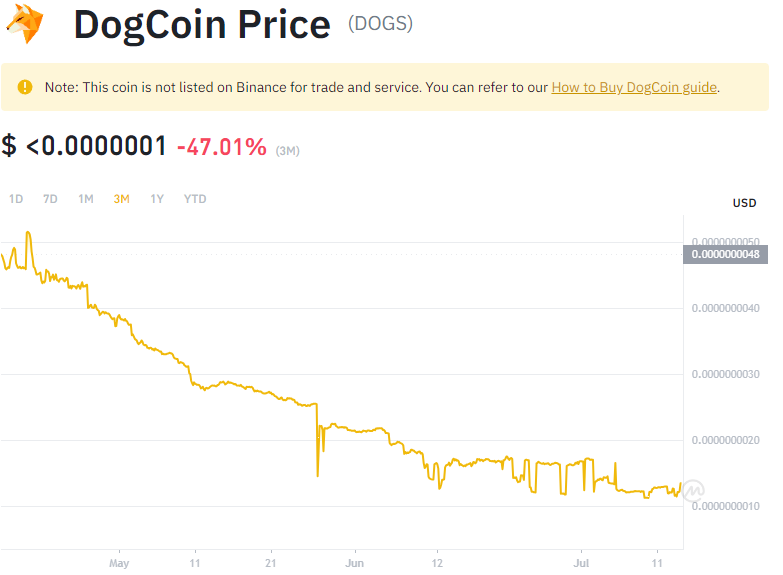 DogCoin Price (DOGS)
Note: This coin is not listed on Binance for trade and service. You can refer to our How to Buy DogCoin guide.
$ <0.0000001 -47.01% (3M)
1D 7D 1M 3M 1Y YTD
USD
0.0000000050
0.0000000048
0.0000000040
0.0000000030
0.0000000020
0.0000000010
May 11 21 Jun 12 Jul 11